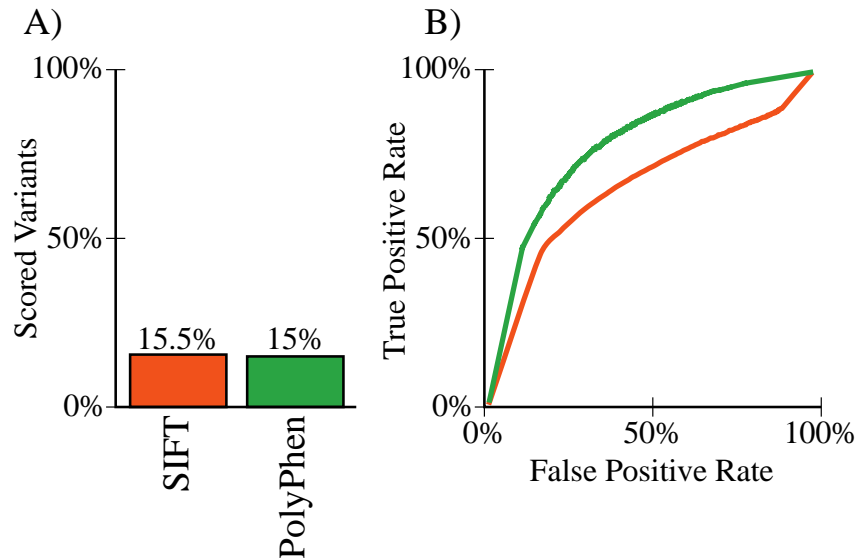 A)
100%
50%
0%
Scored Variants
15.5%
15%
SIFT
PolyPhen
B)
100%
50%
0%
True Positive Rate
0%
50%
100%
False Positive Rate